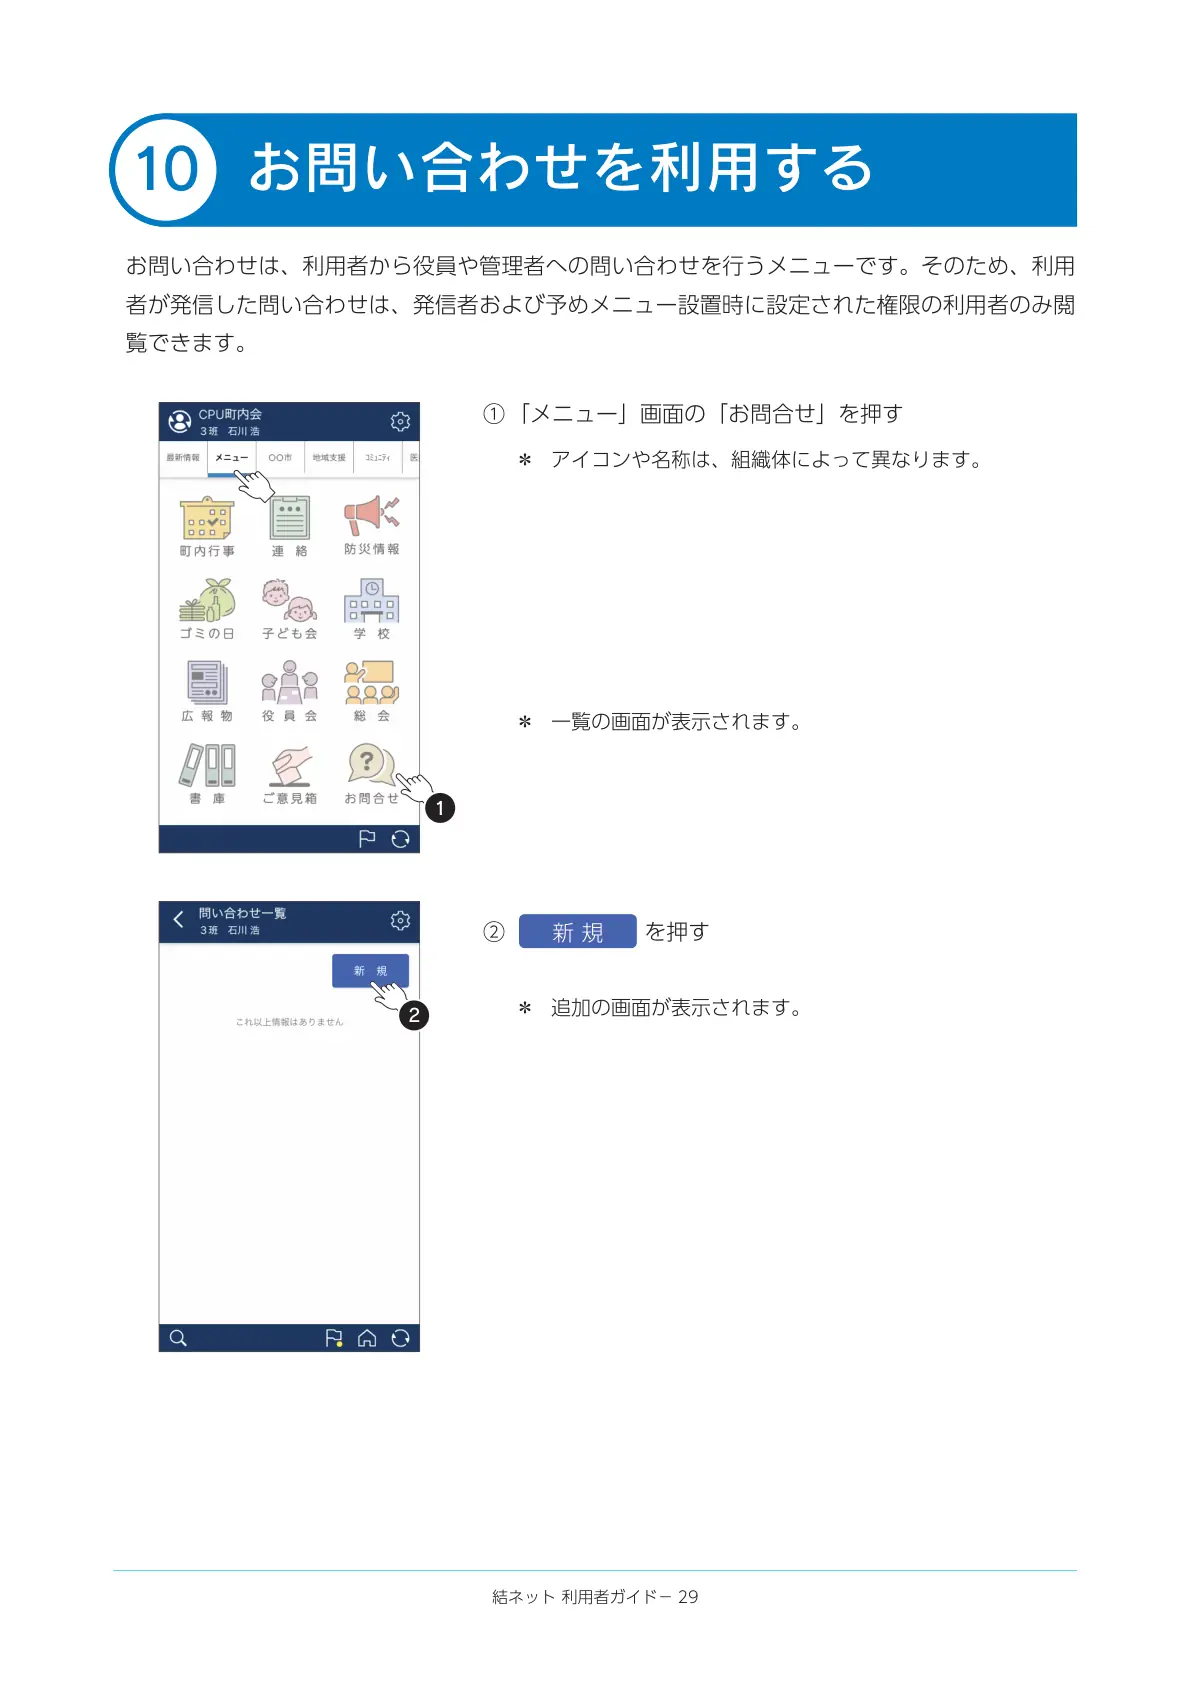 10 お問い合わせを利用する
お問い合わせは、利用者から役員や管理者への問い合わせを行うメニューです。そのため、利用
者が発信した問い合わせは、発信者および予めメニュー設置時に設定された権限の利用者のみ閲
覧できます。
CPU町内会
3班 石川 浩
最新情報 メニュー 〇〇市 地域支援 ｺﾐｭﾆﾃｨ 医
町内行事 連 絡 防災情報
ゴミの日 子ども会 学 校
広 報 物 役 員 会 総 会
書 庫 ご意見箱 お問合せ
1
① 「メニュー」画面の「お問合せ」を押す
＊ アイコンや名称は、組織体によって異なります。
＊ 一覧の画面が表示されます。
問い合わせ一覧
3班 石川 浩
新 規
2
これ以上情報はありません
② 新 規 を押す
＊ 追加の画面が表示されます。
結ネット 利用者ガイド− 29